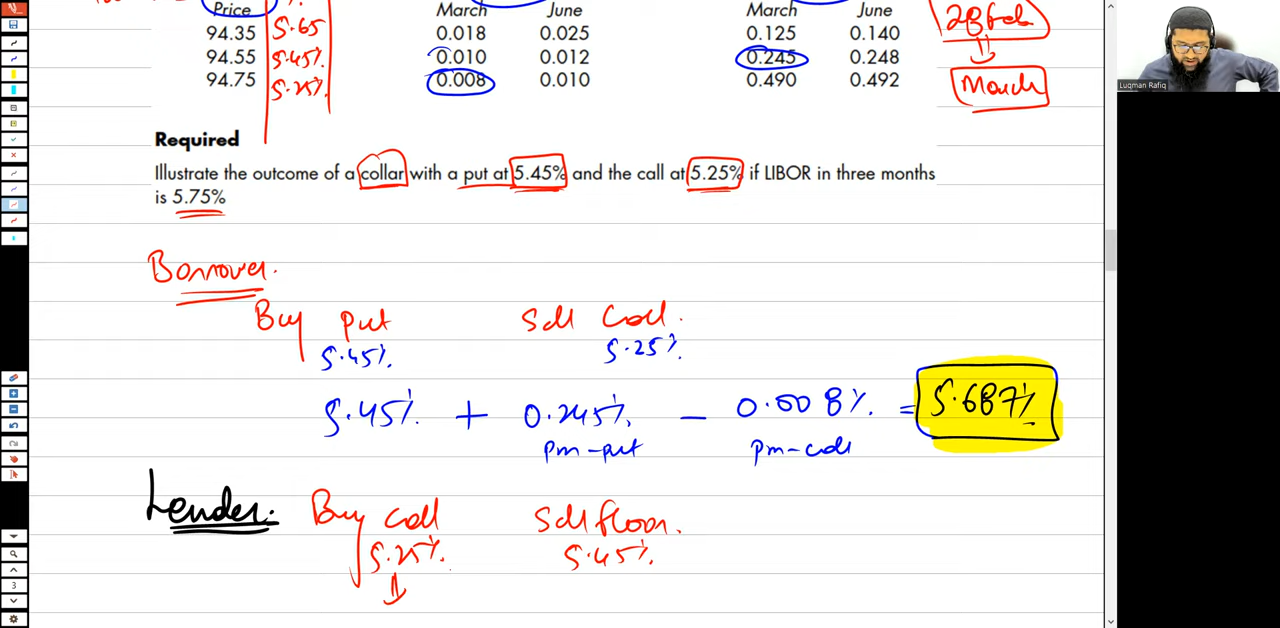 Price % March June March June 28 Feb
94.35 5.65 0.018 0.025 0.125 0.140
94.55 5.45% 0.010 0.012 0.245 0.248
94.75 5.25% 0.008 0.010 0.490 0.492 March
Luqman Rafiq
Required
Illustrate the outcome of a collar with a put at 5.45% and the call at 5.25% if LIBOR in three months
is 5.75%
Borrower.
Buy put Sell Call.
5.45% 5.25%.
5.45% + 0.245% - 0.008%. = 5.687%
pm-put pm-call
Lender. Buy call Sell floor.
5.25% 5.45%
3